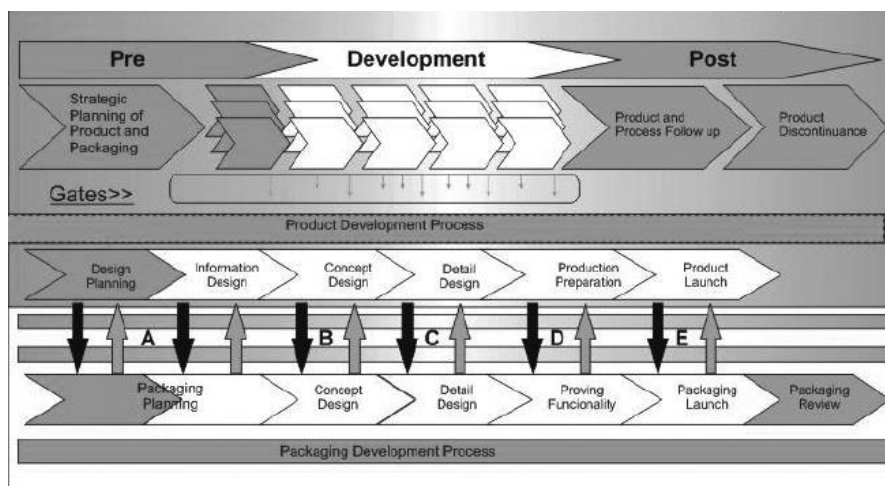 Pre
Development
Post
Strategic
Planning of
Product and
Packaging
Product and
Process Follow up
Product
Discontinuance
Gates>>
Product Development Process
Design
Planning
Information
Design
Concept
Design
Detail
Design
Production
Preparation
Product
Launch
A
B
C
D
E
Packaging
Planning
Concept
Design
Detail
Design
Proving
Funcionality
Packaging
Launch
Packaging
Review
Packaging Development Process